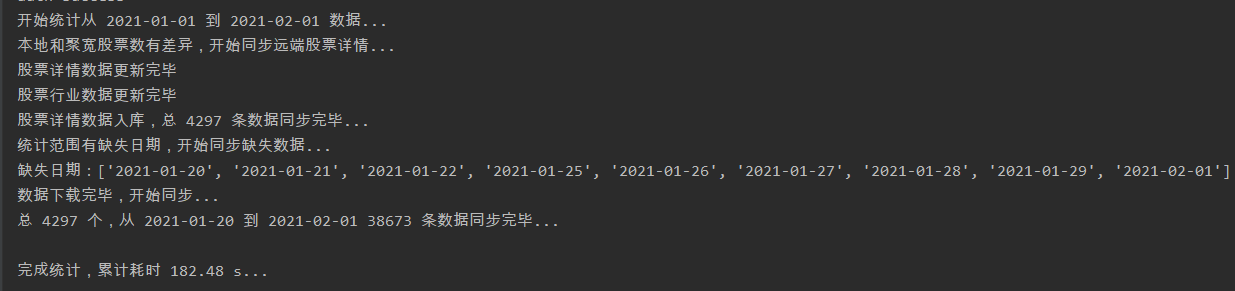 开始统计从 2021-01-01 到 2021-02-01 数据...
本地和聚宽股票数有差异，开始同步远端股票详情...
股票详情数据更新完毕
股票行业数据更新完毕
股票详情数据入库，总 4297 条数据同步完毕...
统计范围有缺失日期，开始同步缺失数据...
缺失日期：['2021-01-20', '2021-01-21', '2021-01-22', '2021-01-25', '2021-01-26', '2021-01-27', '2021-01-28', '2021-01-29', '2021-02-01']
数据下载完毕，开始同步...
总 4297 个，从 2021-01-20 到 2021-02-01 38673 条数据同步完毕...
完成统计，累计耗时 182.48 s...